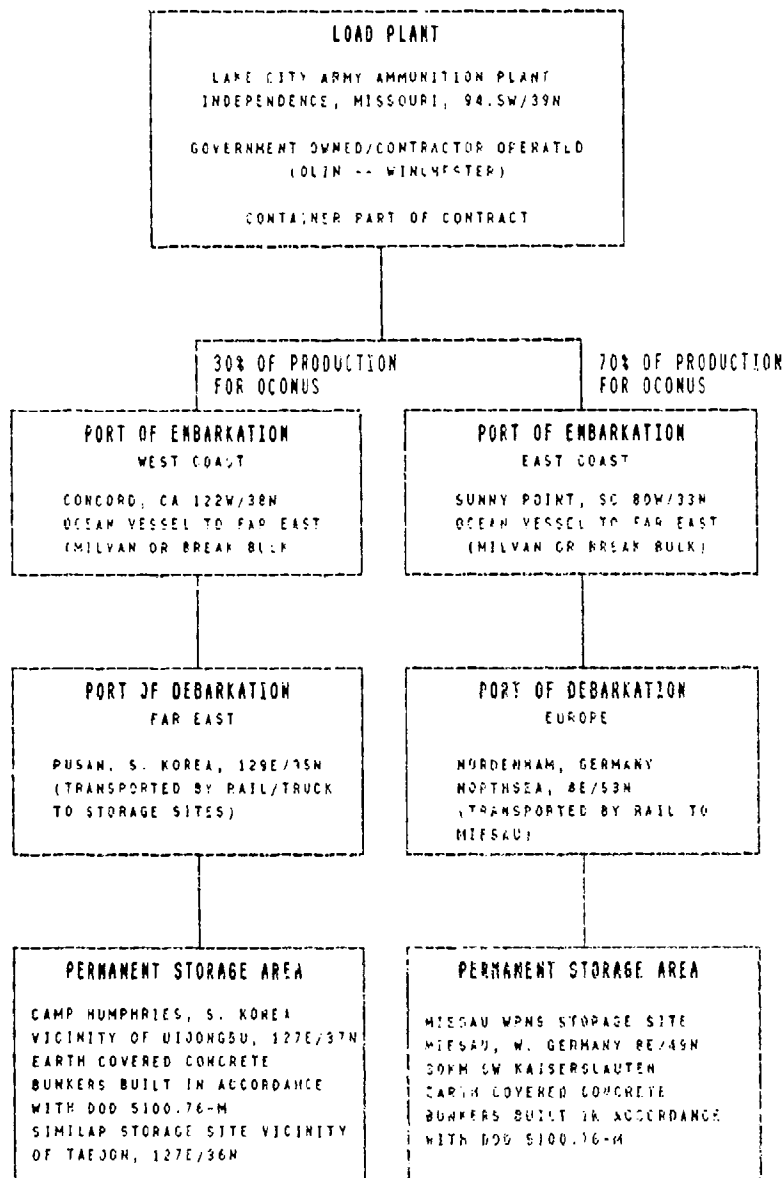 LOAD PLANT
LAKE CITY ARMY AMMUNITION PLANT
INDEPENDENCE, MISSOURI, 94.5W/39N
GOVERNMENT OWNED/CONTRACTOR OPERATED
(OLIN -- WINCHESTER)
CONTAINER PART OF CONTRACT
30% OF PRODUCTION
FOR OCONUS
70% OF PRODUCTION
FOR OCONUS
PORT OF EMBARKATION
WEST COAST
CONCORD, CA 122W/38N
OCEAN VESSEL TO FAR EAST
(MILVAN OR BREAK BULK
PORT OF EMBARKATION
EAST COAST
SUNNY POINT, SC 80W/33N
OCEAN VESSEL TO FAR EAST
(MILVAN OR BREAK BULK)
PORT OF DEBARKATION
FAR EAST
PUSAN, S. KOREA, 129E/35N
(TRANSPORTED BY RAIL/TRUCK
TO STORAGE SITES)
PORT OF DEBARKATION
EUROPE
NORDENHAM, GERMANY
NORTHSEA, 8E/53N
(TRANSPORTED BY RAIL TO
MIESAU)
PERMANENT STORAGE AREA
CAMP HUMPHRIES, S. KOREA
VICINITY OF UIJONGBU, 127E/37N
EARTH COVERED CONCRETE
BUNKERS BUILT IN ACCORDANCE
WITH DOD 5100.76-M
SIMILAR STORAGE SITE VICINITY
OF TAEJON, 127E/36N
PERMANENT STORAGE AREA
MIESAU WPNS STORAGE SITE
MIESAU, W. GERMANY 8E/49N
30KM SW KAISERSLAUTEN
EARTH COVERED CONCRETE
BUNKERS BUILT IN ACCORDANCE
WITH DOD 5100.76-M